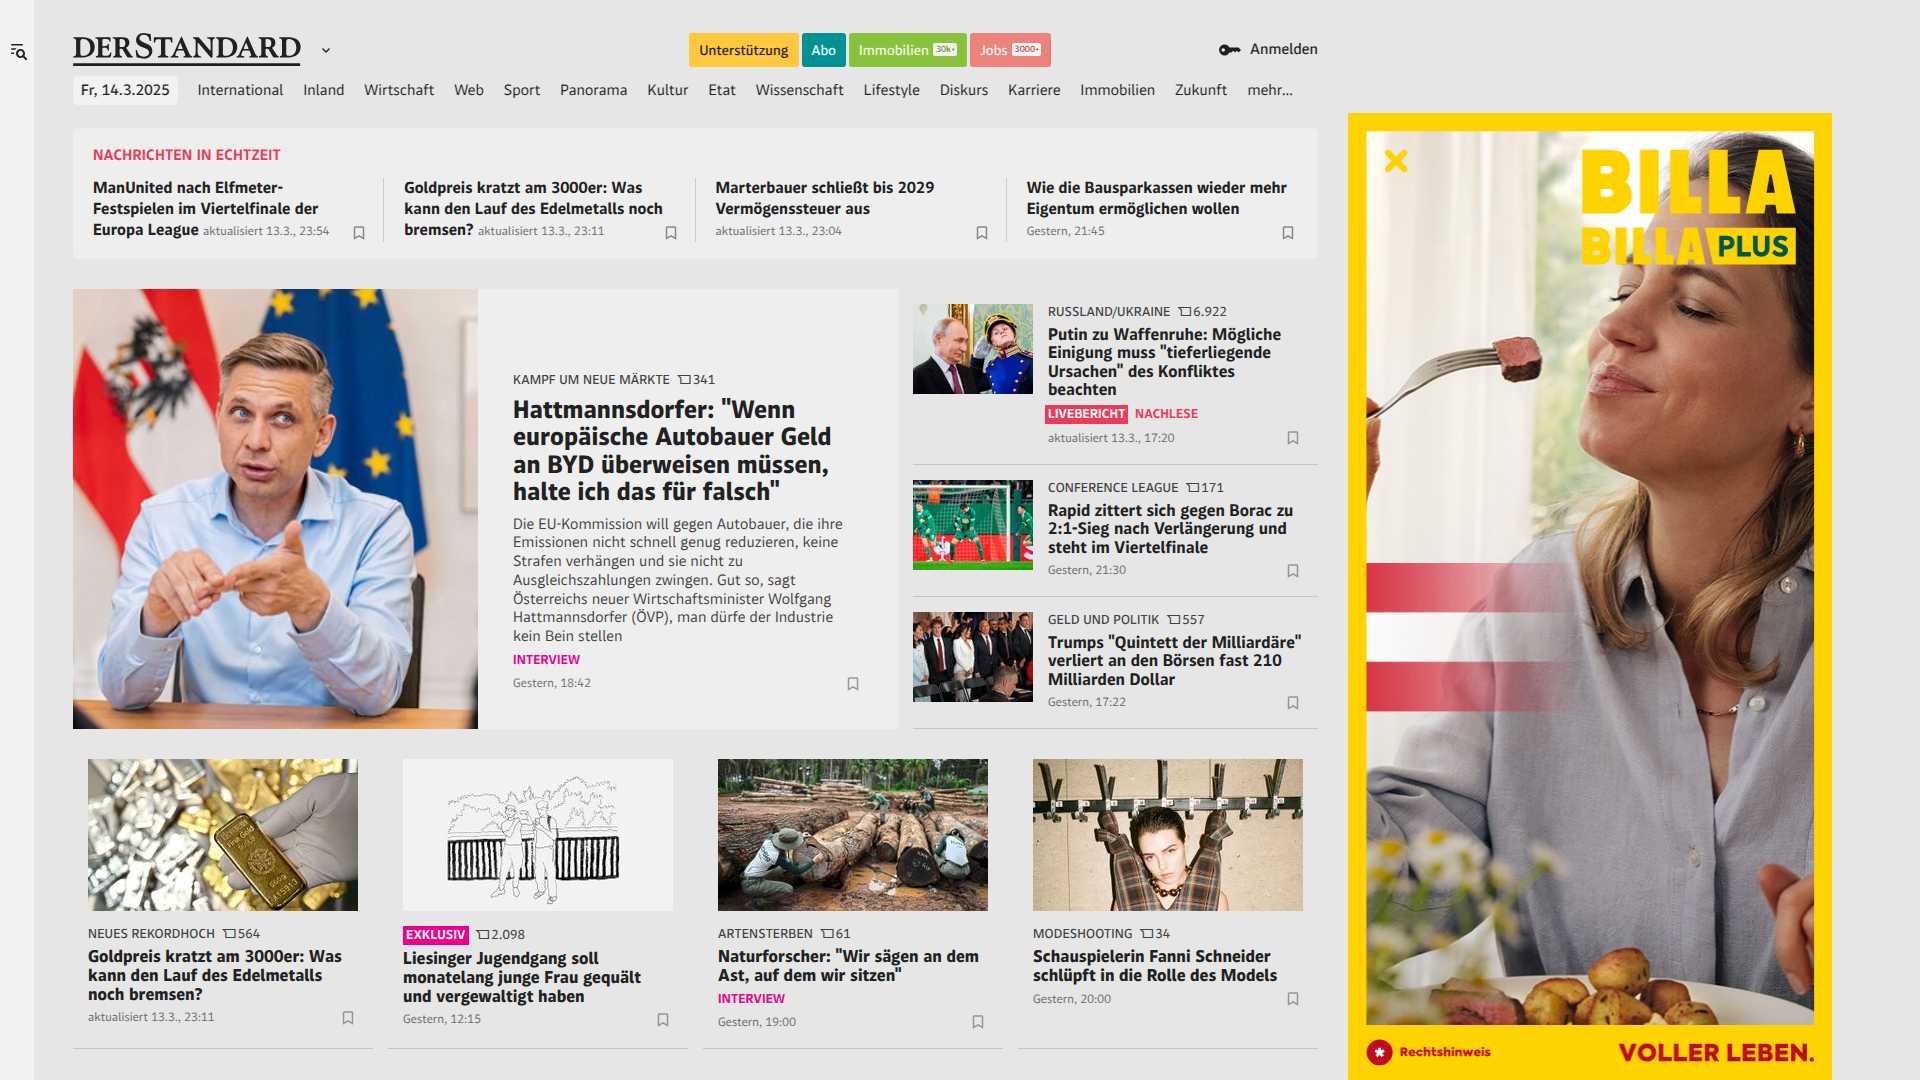 DERSTANDARD
Unterstützung
Abo
Immobilien 30k+
Jobs 3000+
Anmelden
Fr, 14.3.2025
International
Inland
Wirtschaft
Web
Sport
Panorama
Kultur
Etat
Wissenschaft
Lifestyle
Diskurs
Karriere
Immobilien
Zukunft
mehr...
NACHRICHTEN IN ECHTZEIT
ManUnited nach Elfmeter-
Festspielen im Viertelfinale der
Europa League aktualisiert 13.3., 23:54
Goldpreis kratzt am 3000er: Was
kann den Lauf des Edelmetalls noch
bremsen? aktualisiert 13.3., 23:11
Marterbauer schließt bis 2029
Vermögenssteuer aus
aktualisiert 13.3., 23:04
Wie die Bausparkassen wieder mehr
Eigentum ermöglichen wollen
Gestern, 21:45
KAMPF UM NEUE MÄRKTE 341
Hattmannsdorfer: "Wenn
europäische Autobauer Geld
an BYD überweisen müssen,
halte ich das für falsch"
Die EU-Kommission will gegen Autobauer, die ihre
Emissionen nicht schnell genug reduzieren, keine
Strafen verhängen und sie nicht zu
Ausgleichszahlungen zwingen. Gut so, sagt
Österreichs neuer Wirtschaftsminister Wolfgang
Hattmannsdorfer (ÖVP), man dürfe der Industrie
kein Bein stellen
INTERVIEW
Gestern, 18:42
RUSSLAND/UKRAINE 6.922
Putin zu Waffenruhe: Mögliche
Einigung muss "tieferliegende
Ursachen" des Konfliktes
beachten
LIVEBERICHT NACHLESE
aktualisiert 13.3., 17:20
CONFERENCE LEAGUE 171
Rapid zittert sich gegen Borac zu
2:1-Sieg nach Verlängerung und
steht im Viertelfinale
Gestern, 21:30
GELD UND POLITIK 557
Trumps "Quintett der Milliardäre"
verliert an den Börsen fast 210
Milliarden Dollar
Gestern, 17:22
NEUES REKORDHOCH 564
Goldpreis kratzt am 3000er: Was
kann den Lauf des Edelmetalls
noch bremsen?
aktualisiert 13.3., 23:11
EXKLUSIV 2.098
Liesinger Jugendgang soll
monatelang junge Frau gequält
und vergewaltigt haben
Gestern, 12:15
ARTENSTERBEN 61
Naturforscher: "Wir sägen an dem
Ast, auf dem wir sitzen"
INTERVIEW
Gestern, 19:00
MODESHOOTING 34
Schauspielerin Fanni Schneider
schlüpft in die Rolle des Models
Gestern, 20:00
BILLA
BILLA PLUS
Rechtshinweis
VOLLER LEBEN.